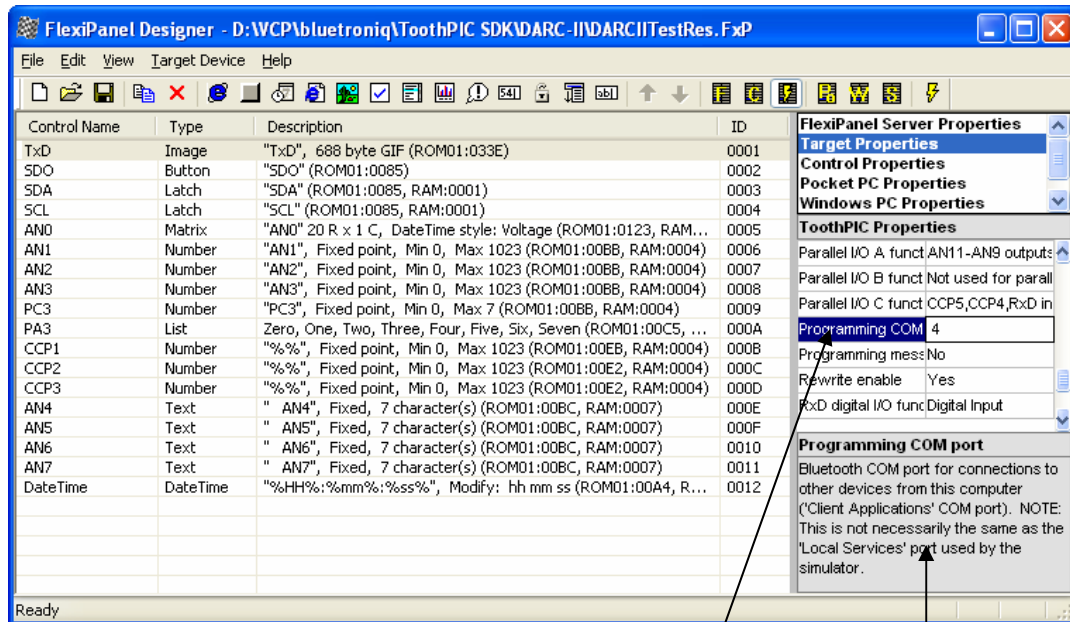 FlexiPanel Designer - D:\VCP\bluetroniq\ToothPIC SDK\DARC-II\DARCIITestRes.FxP
File Edit View Target Device Help
Control Name Type Description ID
TxD Image "TxD", 688 byte GIF (ROM01:033E) 0001
SDO Button "SDO" (ROM01:0085) 0002
SDA Latch "SDA" (ROM01:0085, RAM:0001) 0003
SCL Latch "SCL" (ROM01:0085, RAM:0001) 0004
AN0 Matrix "AN0" 20 R x 1 C, DateTime style: Voltage (ROM01:0123, RAM... 0005
AN1 Number "AN1", Fixed point, Min 0, Max 1023 (ROM01:00BB, RAM:0004) 0006
AN2 Number "AN2", Fixed point, Min 0, Max 1023 (ROM01:00BB, RAM:0004) 0007
AN3 Number "AN3", Fixed point, Min 0, Max 1023 (ROM01:00BB, RAM:0004) 0008
PC3 Number "PC3", Fixed point, Min 0, Max 7 (ROM01:00BB, RAM:0004) 0009
PA3 List Zero, One, Two, Three, Four, Five, Six, Seven (ROM01:00C5, ... 000A
CCP1 Number "%%", Fixed point, Min 0, Max 1023 (ROM01:00EB, RAM:0004) 000B
CCP2 Number "%%", Fixed point, Min 0, Max 1023 (ROM01:00E2, RAM:0004) 000C
CCP3 Number "%%", Fixed point, Min 0, Max 1023 (ROM01:00E2, RAM:0004) 000D
AN4 Text " AN4", Fixed, 7 character(s) (ROM01:00BC, RAM:0007) 000E
AN5 Text " AN5", Fixed, 7 character(s) (ROM01:00BC, RAM:0007) 000F
AN6 Text " AN6", Fixed, 7 character(s) (ROM01:00BC, RAM:0007) 0010
AN7 Text " AN7", Fixed, 7 character(s) (ROM01:00BC, RAM:0007) 0011
DateTime DateTime "%HH%:%mm%:%ss%", Modify: hh mm ss (ROM01:00A4, R... 0012
FlexiPanel Server Properties
Target Properties
Control Properties
Pocket PC Properties
Windows PC Properties
ToothPIC Properties
Parallel I/O A funct AN11-AN9 outputs
Parallel I/O B funct Not used for parall
Parallel I/O C funct CCP5,CCP4,RxD in
Programming COM 4
Programming mess No
Rewrite enable Yes
RxD digital I/O func Digital Input
Programming COM port
Bluetooth COM port for connections to
other devices from this computer
('Client Applications' COM port). NOTE:
This is not necessarily the same as the
'Local Services' port used by the
simulator.
Ready